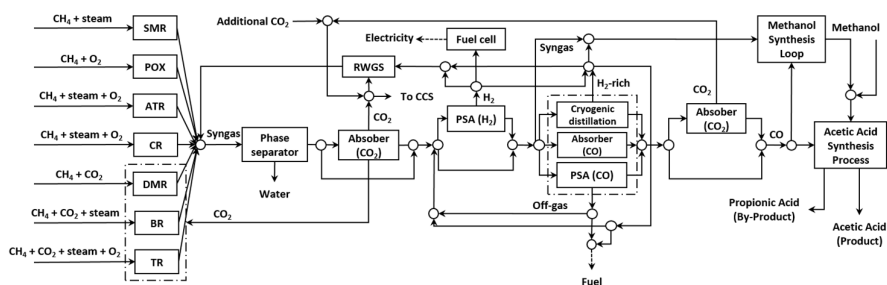 CH₄ + steam
SMR
CH₄ + O₂
POX
CH₄ + steam + O₂
ATR
CH₄ + steam + O₂
CR
CH₄ + CO₂
DMR
CH₄ + CO₂ + steam
BR
CH₄ + CO₂ + steam + O₂
TR
Syngas
Phase
separator
Water
CO₂
Additional CO₂
RWGS
To CCS
CO₂
Absober
(CO₂)
Electricity
Fuel cell
H₂
PSA (H₂)
Syngas
H₂-rich
Cryogenic
distillation
Absorber
(CO)
PSA (CO)
Off-gas
Fuel
CO₂
Absober
(CO₂)
CO
Methanol
Synthesis
Loop
Methanol
Acetic Acid
Synthesis
Process
Propionic Acid
(By-Product)
Acetic Acid
(Product)